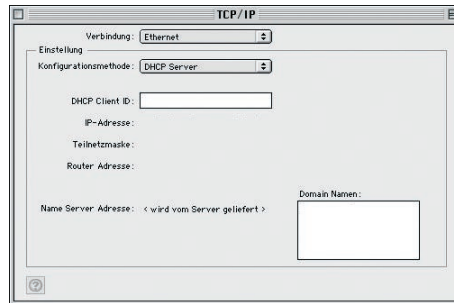 TCP/IP
Verbindung: Ethernet
Einstellung
Konfigurationsmethode: DHCP Server
DHCP Client ID:
IP-Adresse:
Teilnetzmaske:
Router Adresse:
Domain Namen:
Name Server Adresse: < wird vom Server geliefert >
?